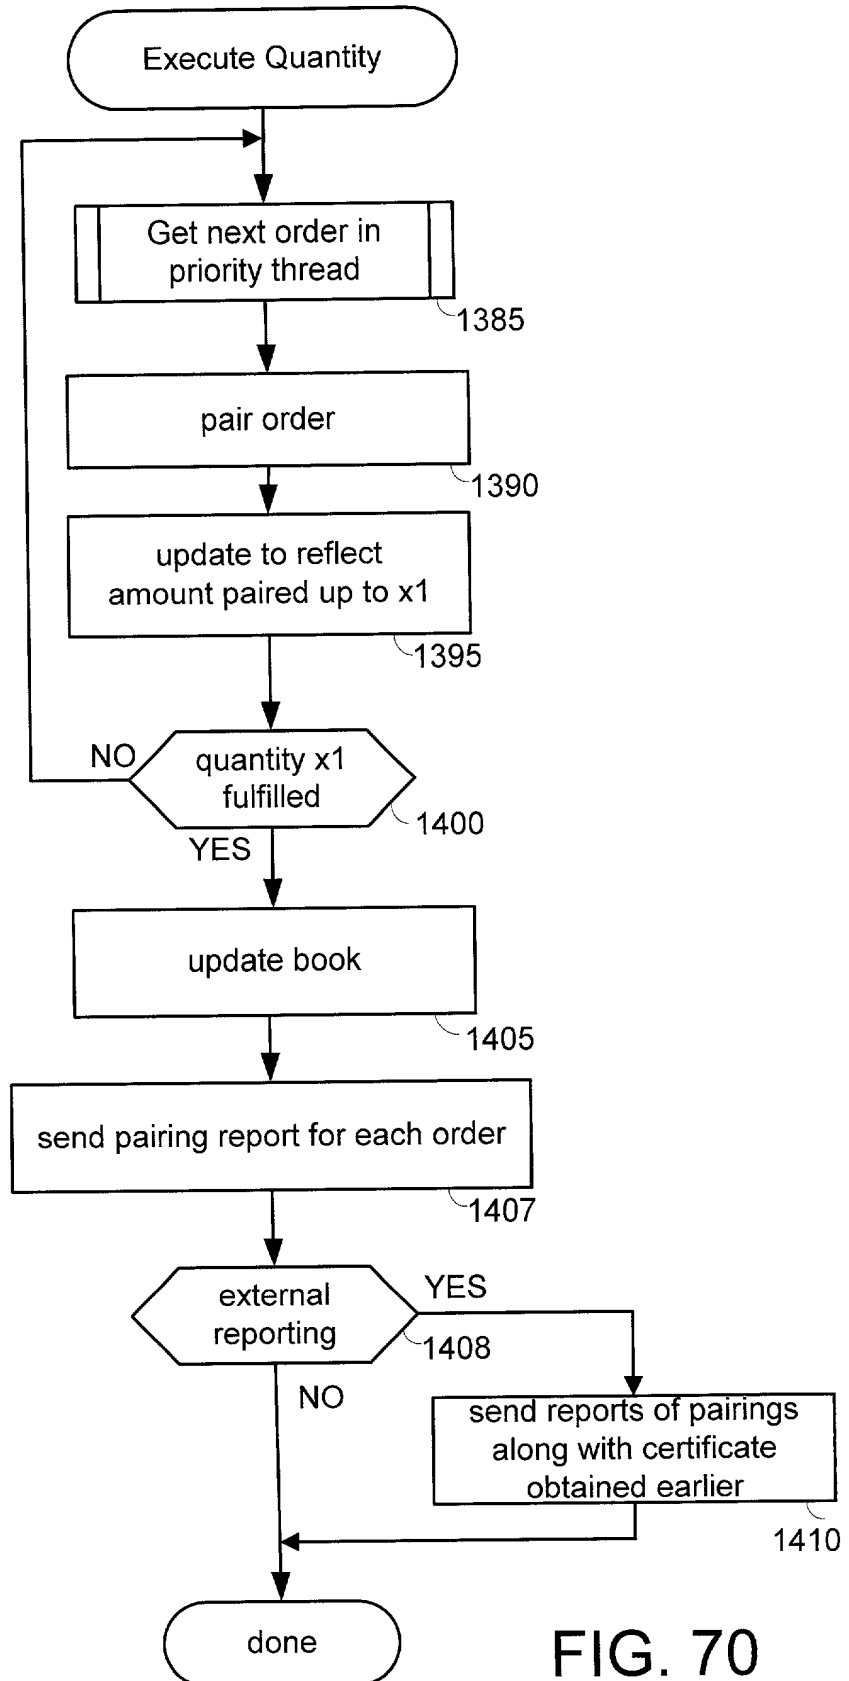 Execute Quantity
Get next order in
priority thread
1385
pair order
1390
update to reflect
amount paired up to x1
1395
NO
quantity x1
fulfilled
1400
YES
update book
1405
send pairing report for each order
1407
external
reporting
YES
1408
NO
send reports of pairings
along with certificate
obtained earlier
1410
done
FIG. 70